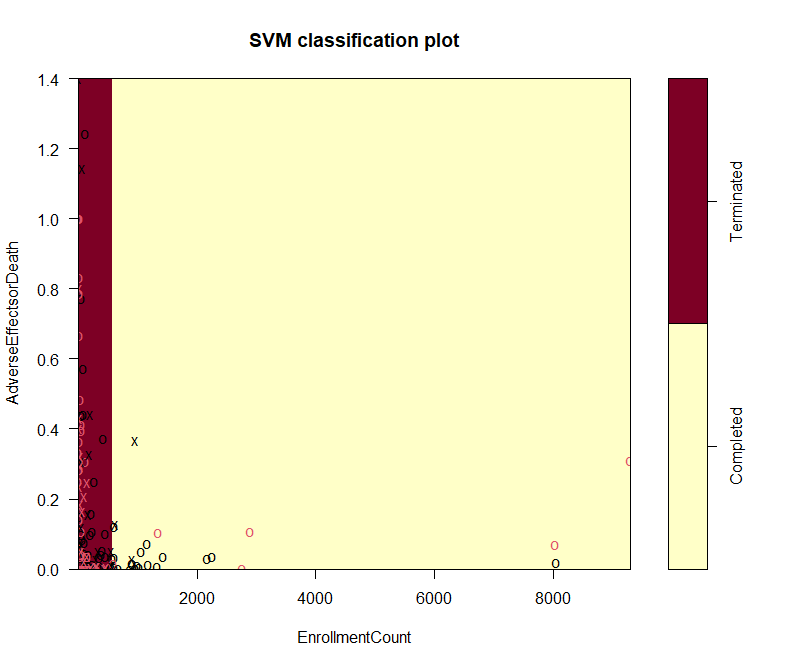 SVM classification plot
1.4
1.2
1.0
0.8
0.6
0.4
0.2
0.0
AdverseEffectsorDeath
2000
4000
6000
8000
EnrollmentCount
Terminated
Completed